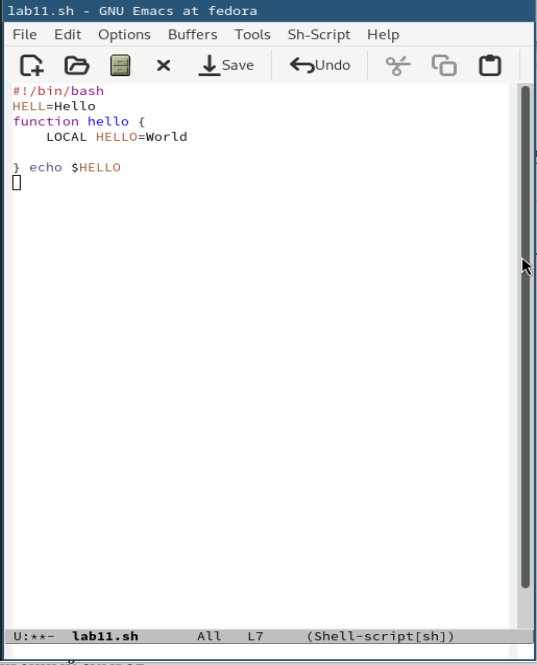 lab11.sh - GNU Emacs at fedora
File Edit Options Buffers Tools Sh-Script Help
Save Undo
#!/bin/bash
HELL=Hello
function hello {
    LOCAL HELLO=World

} echo $HELLO
U:**-  lab11.sh       All   L7     (Shell-script[sh])